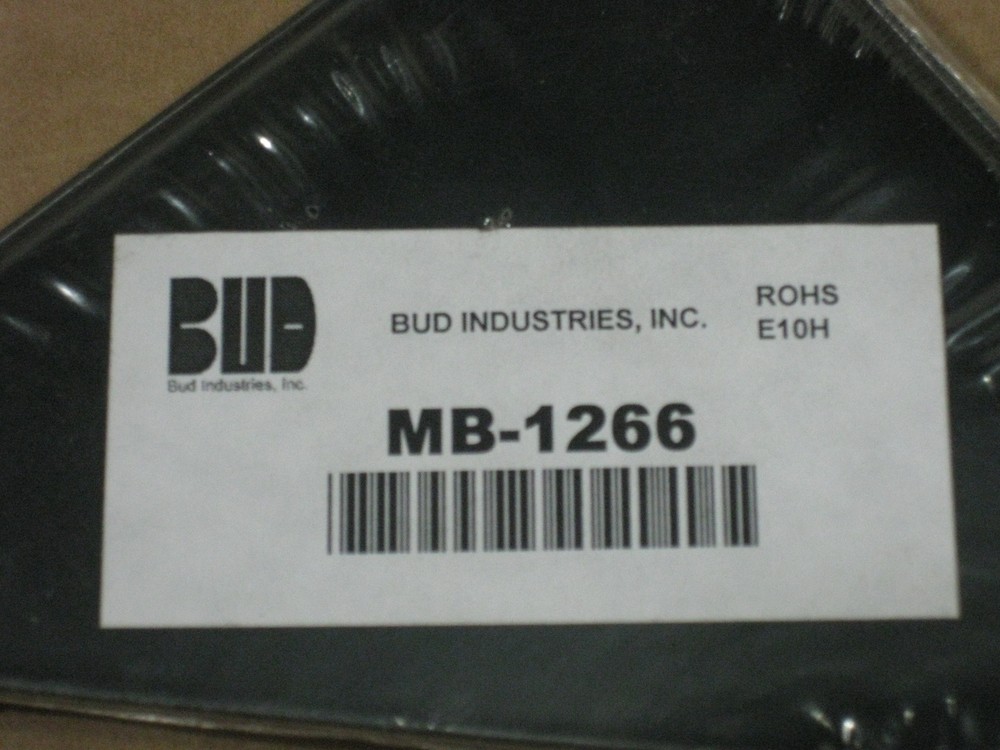 BUD
Bud Industries, Inc.
BUD INDUSTRIES, INC.
ROHS
E10H
MB-1266